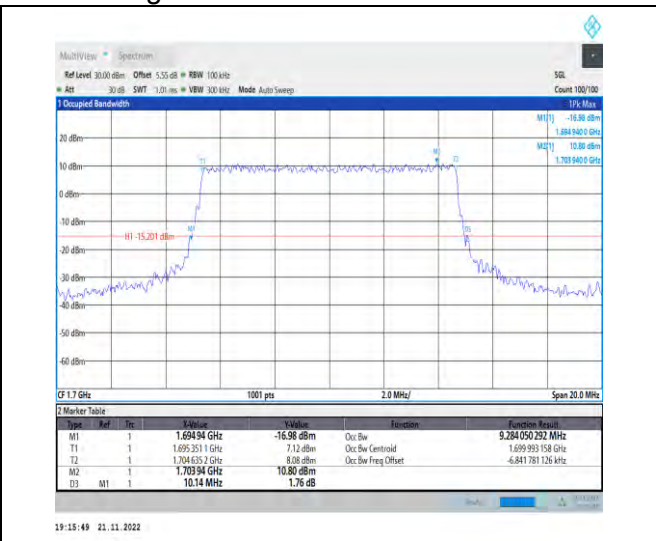 MultiView Spectrum
Ref Level 30.00 dBm Offset 5.55 dB RBW 100 kHz SGL
Att 30 dB SWT 1.01 ms VBW 300 kHz Mode Auto Sweep Count 100/100
1 Occupied Bandwidth 1Pk Max
M1[1] -16.98 dBm
1.694 940 0 GHz
M2[1] 10.80 dBm
1.703 940 0 GHz
20 dBm
M2
T1 T2
10 dBm
0 dBm
-10 dBm
M1 D3
H1 -15.201 dBm
-20 dBm
-30 dBm
-40 dBm
-50 dBm
-60 dBm
CF 1.7 GHz 1001 pts 2.0 MHz/ Span 20.0 MHz
2 Marker Table
Type Ref Trc X-Value Y-Value Function Function Result
M1 1 1.694 94 GHz -16.98 dBm Occ Bw 9.284 050 292 MHz
T1 1 1.695 351 1 GHz 7.12 dBm Occ Bw Centroid 1.699 993 158 GHz
T2 1 1.704 635 2 GHz 8.08 dBm Occ Bw Freq Offset -6.841 781 126 kHz
M2 1 1.703 94 GHz 10.80 dBm
D3 M1 1 10.14 MHz 1.76 dB
19:15:49 21.11.2022